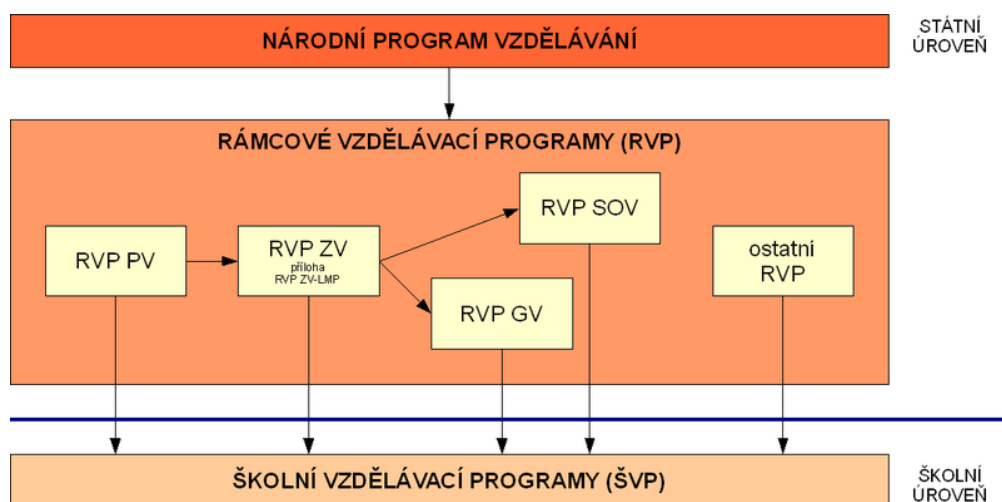 NÁRODNÍ PROGRAM VZDĚLÁVÁNÍ
STÁTNÍ
ÚROVEŇ
RÁMCOVÉ VZDĚLÁVACÍ PROGRAMY (RVP)
RVP PV
RVP ZV
příloha
RVP ZV-LMP
RVP SOV
RVP GV
ostatní
RVP
ŠKOLNÍ VZDĚLÁVACÍ PROGRAMY (ŠVP)
ŠKOLNÍ
ÚROVEŇ